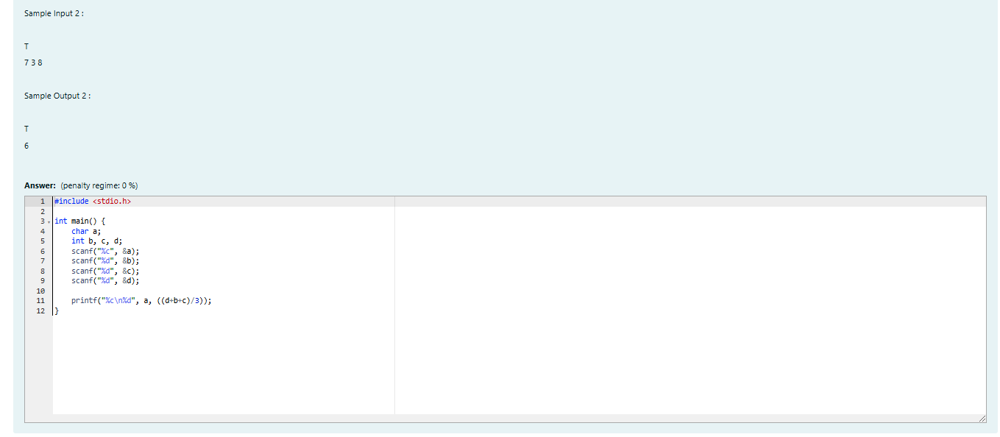 Sample Input 2 :
T
7 3 8
Sample Output 2 :
T
6
Answer: (penalty regime: 0 %)
1 #include <stdio.h>
2
3 int main() {
4     char a;
5     int b, c, d;
6     scanf("%c", &a);
7     scanf("%d", &b);
8     scanf("%d", &c);
9     scanf("%d", &d);
10
11     printf("%c\n%d", a, ((d+b+c)/3));
12 }